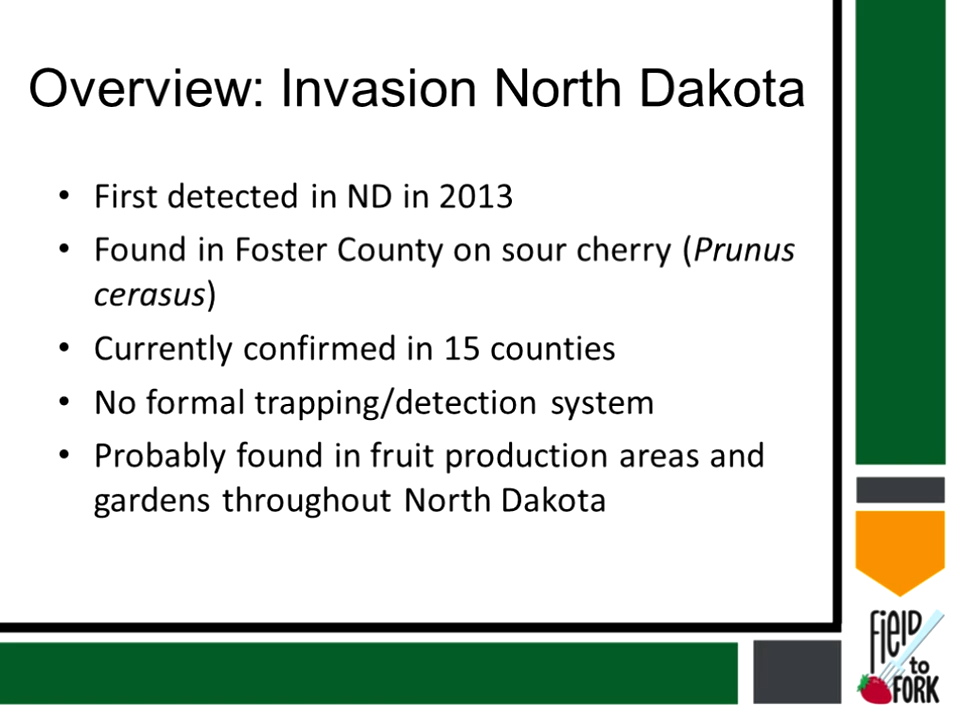 Overview: Invasion North Dakota
• First detected in ND in 2013
• Found in Foster County on sour cherry (Prunus
cerasus)
• Currently confirmed in 15 counties
• No formal trapping/detection system
• Probably found in fruit production areas and
gardens throughout North Dakota
FielD
to
FORK